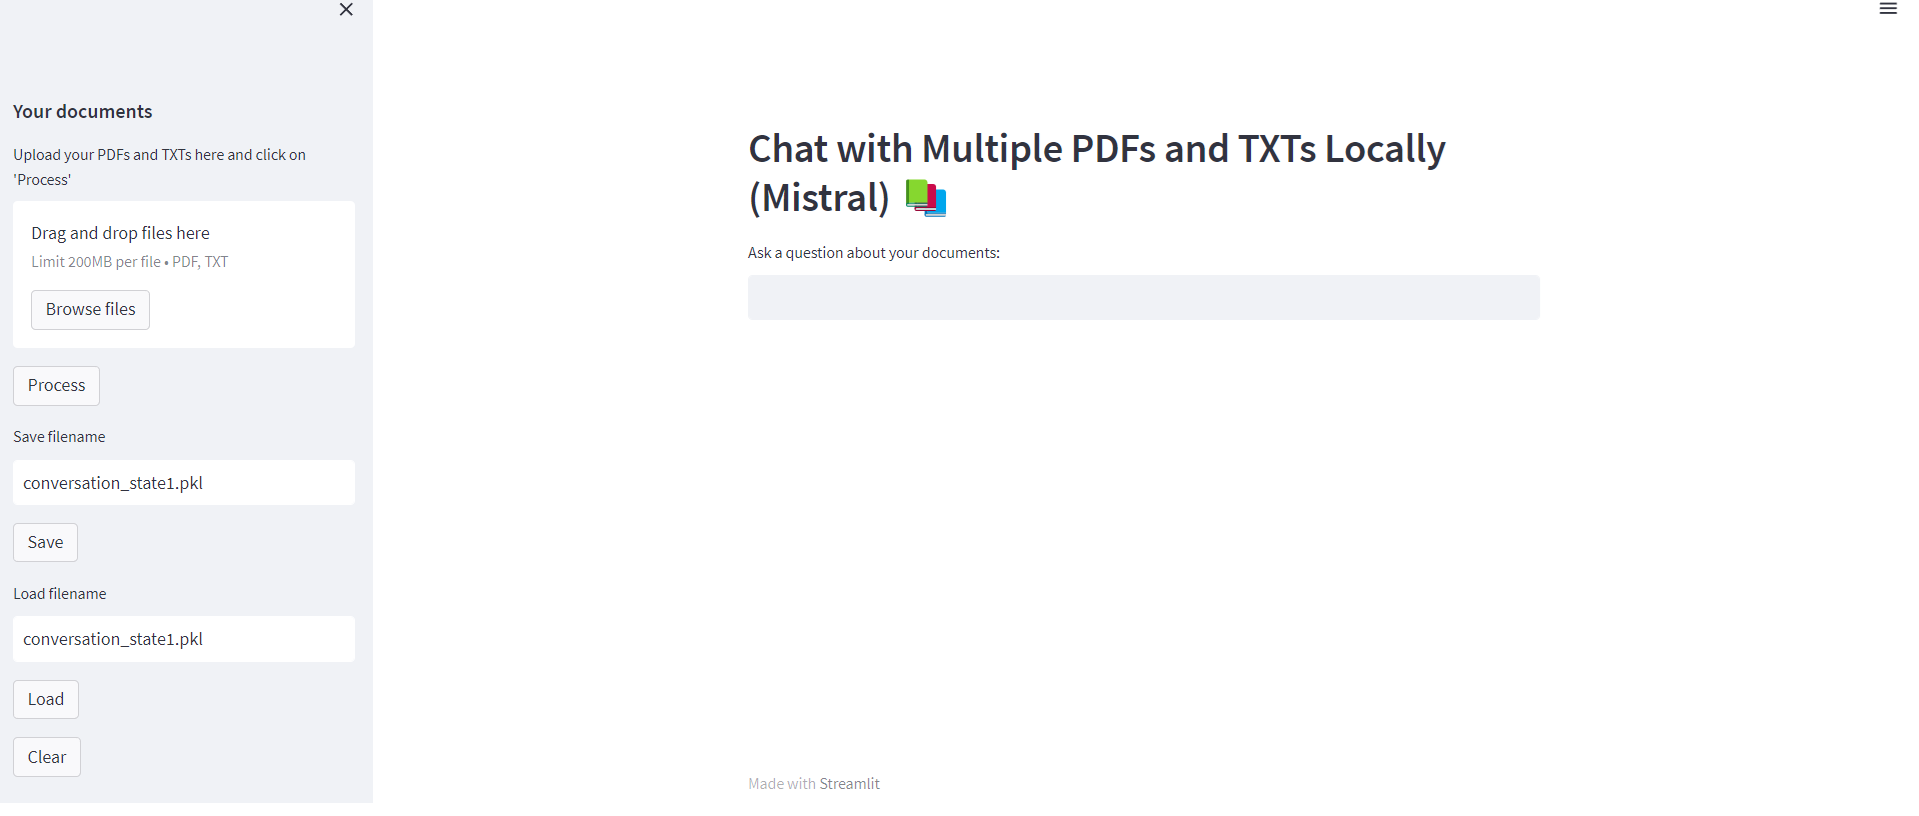 Your documents
Upload your PDFs and TXTs here and click on
'Process'
Drag and drop files here
Limit 200MB per file • PDF, TXT
Browse files
Process
Save filename
conversation_state1.pkl
Save
Load filename
conversation_state1.pkl
Load
Clear
Chat with Multiple PDFs and TXTs Locally
(Mistral) 📚
Ask a question about your documents:
Made with Streamlit